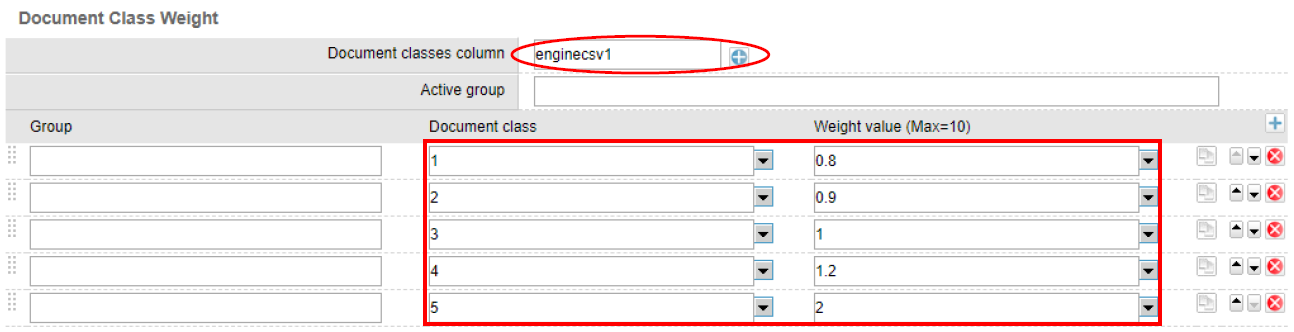 Document Class Weight
Document classes column enginecsv1
Active group
Group Document class Weight value (Max=10)
1 0.8
2 0.9
3 1
4 1.2
5 2